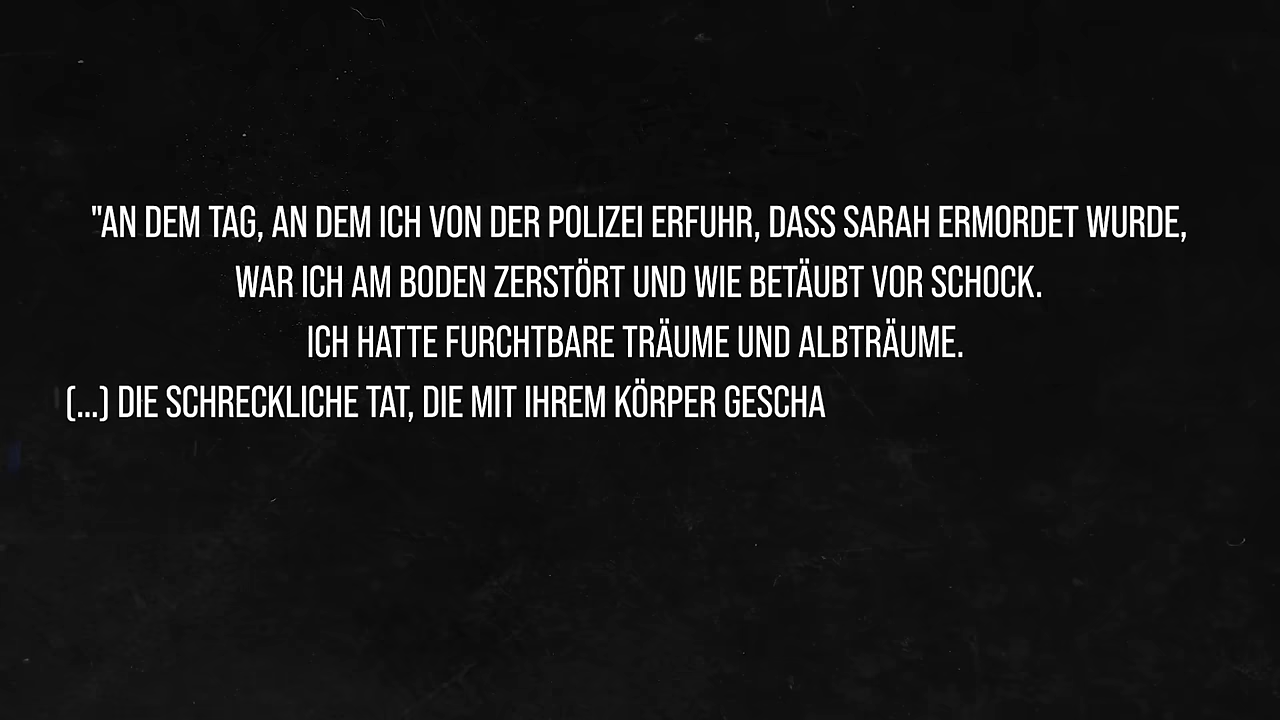 "AN DEM TAG, AN DEM ICH VON DER POLIZEI ERFUHR, DASS SARAH ERMORDET WURDE,
WAR ICH AM BODEN ZERSTÖRT UND WIE BETÄUBT VOR SCHOCK.
ICH HATTE FURCHTBARE TRÄUME UND ALBTRÄUME.
(...) DIE SCHRECKLICHE TAT, DIE MIT IHREM KÖRPER GESCHA